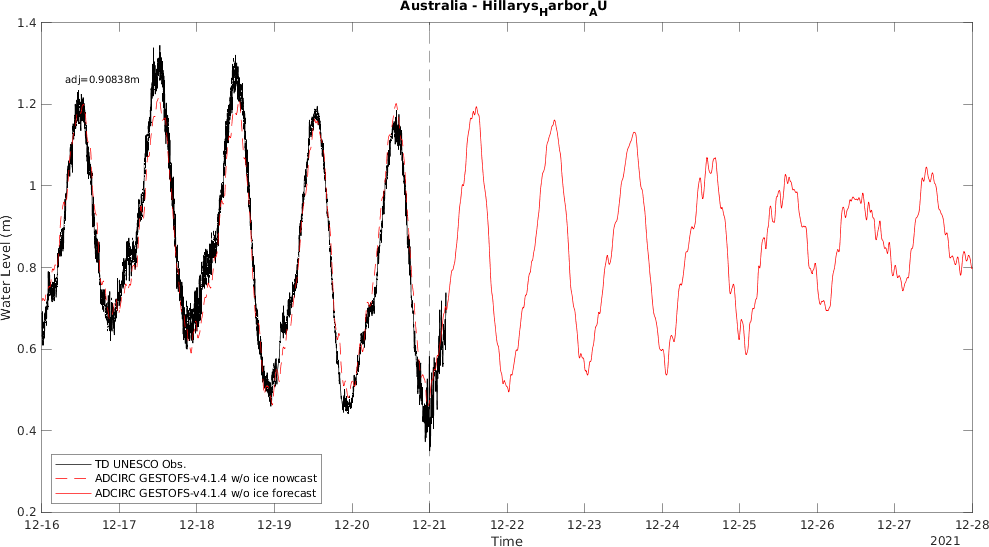 Australia - HillarysHarborAU
1.4
adj=0.90838m
1.2
1
0.8
0.6
0.4
0.2
Water Level (m)
TD UNESCO Obs.
ADCIRC GESTOFS-v4.1.4 w/o ice nowcast
ADCIRC GESTOFS-v4.1.4 w/o ice forecast
12-16 12-17 12-18 12-19 12-20 12-21 12-22 12-23 12-24 12-25 12-26 12-27 12-28
Time
2021